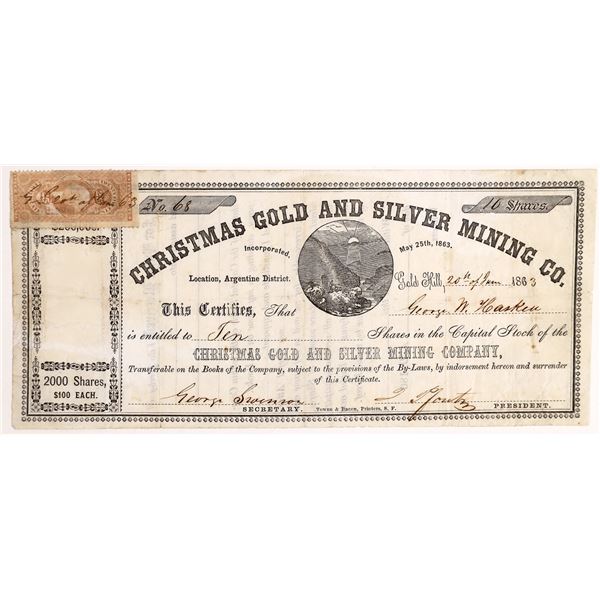 No. 68
10 Shares
$200,000.
CHRISTMAS GOLD AND SILVER MINING CO.
Incorporated,
May 25th, 1863.
Location, Argentine District.
Gold Hill, 20th of 1863
This Certifies, That George W. Haskell
is entitled to Ten Shares in the Capital Stock of the
CHRISTMAS GOLD AND SILVER MINING COMPANY,
Transferable on the Books of the Company, subject to the provisions of the By-Laws, by indorsement hereon and surrender
of this Certificate.
2000 Shares,
$100 EACH.
George Swenson
SECRETARY.
Towne & Bacon, Printers, S. F.
PRESIDENT.